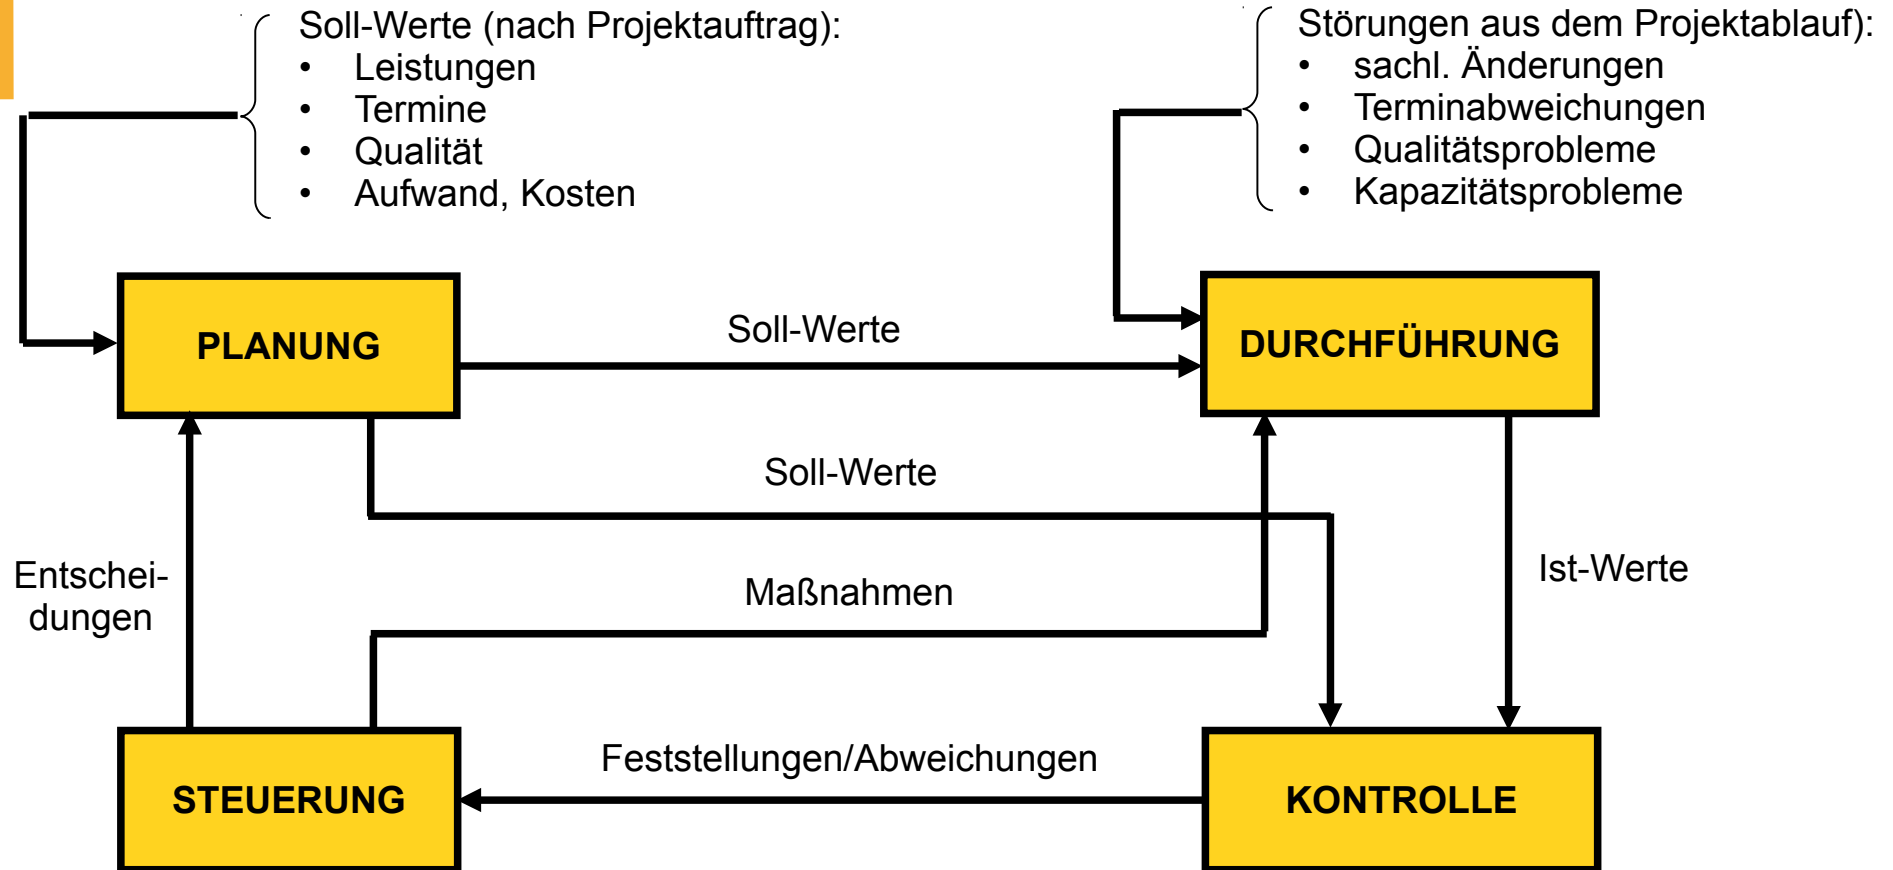 Soll-Werte (nach Projektauftrag):
• Leistungen
• Termine
• Qualität
• Aufwand, Kosten
Störungen aus dem Projektablauf):
• sachl. Änderungen
• Terminabweichungen
• Qualitätsprobleme
• Kapazitätsprobleme
PLANUNG
Soll-Werte
DURCHFÜHRUNG
Soll-Werte
Entschei-
dungen
Maßnahmen
Ist-Werte
STEUERUNG
Feststellungen/Abweichungen
KONTROLLE